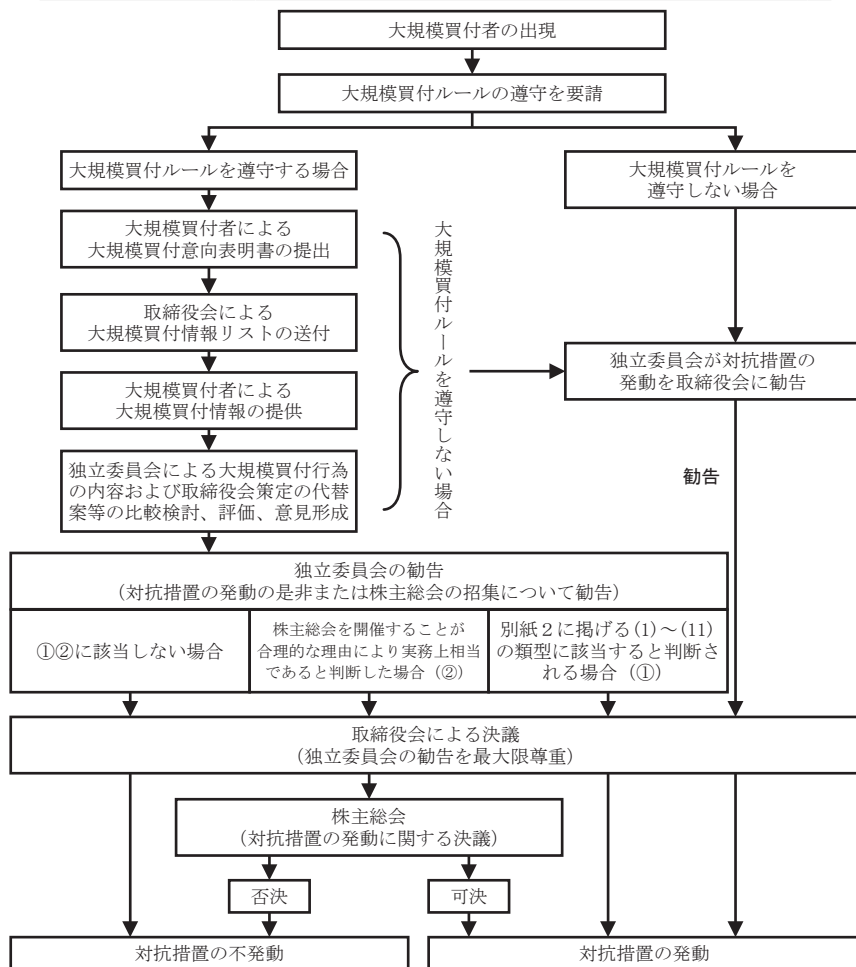 大規模買付者の出現
大規模買付ルールの遵守を要請
大規模買付ルールを遵守する場合
大規模買付ルールを
遵守しない場合
大規模買付者による
大規模買付意向表明書の提出
取締役会による
大規模買付情報リストの送付
大規模買付者による
大規模買付情報の提供
独立委員会による大規模買付行為
の内容および取締役会策定の代替
案等の比較検討、評価、意見形成
大規模買付ルールを遵守しない場合
独立委員会が対抗措置の
発動を取締役会に勧告
勧告
独立委員会の勧告
(対抗措置の発動の是非または株主総会の招集について勧告)
①②に該当しない場合
株主総会を開催することが
合理的な理由により実務上相当
であると判断した場合(②)
別紙2に掲げる(1)~(11)
の類型に該当すると判断さ
れる場合(①)
取締役会による決議
(独立委員会の勧告を最大限尊重)
株主総会
(対抗措置の発動に関する決議)
否決
可決
対抗措置の不発動
対抗措置の発動